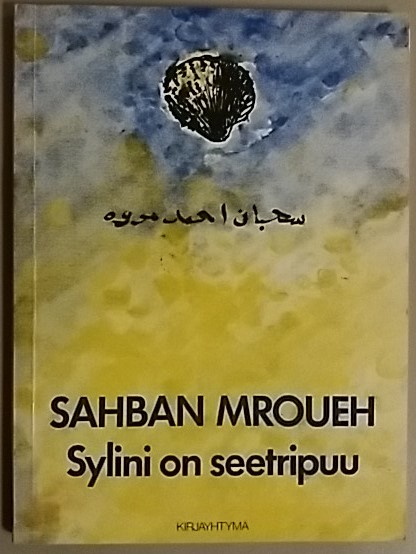 سحبان احمد مروه
SAHBAN MROUEH
Sylini on seetripuu
KIRJAYHTYMÄ